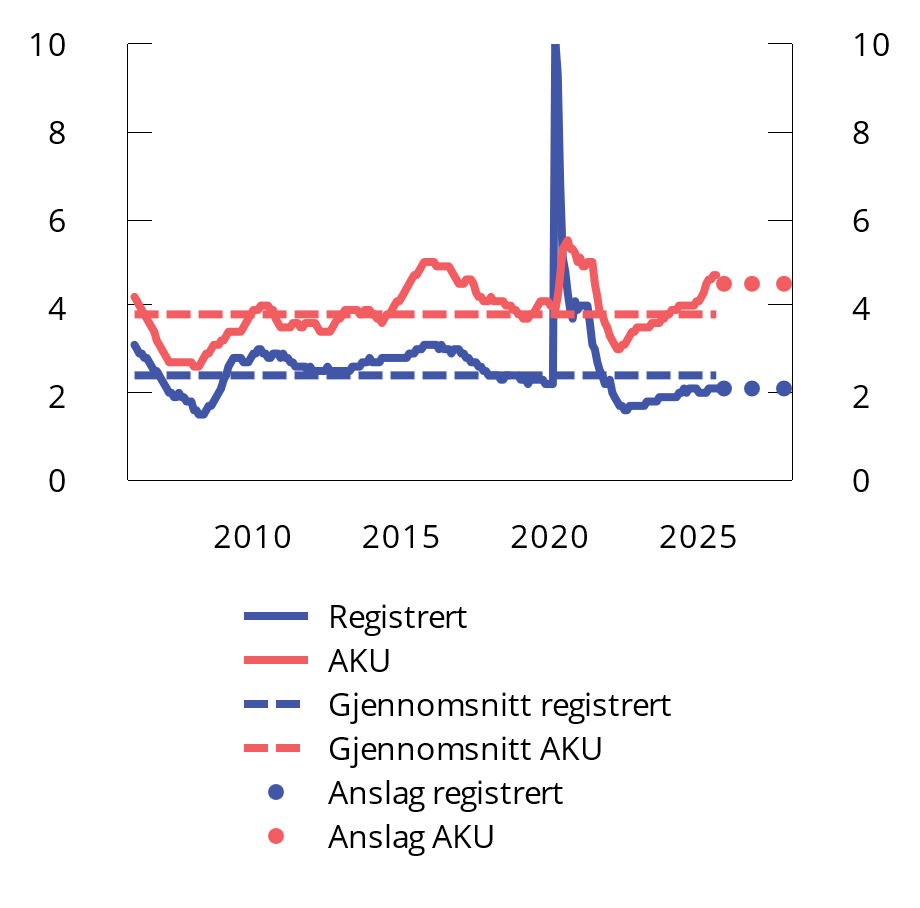 10 10
8 8
6 6
4 4
2 2
0 0
2010 2015 2020 2025
Registrert
AKU
Gjennomsnitt registrert
Gjennomsnitt AKU
Anslag registrert
Anslag AKU